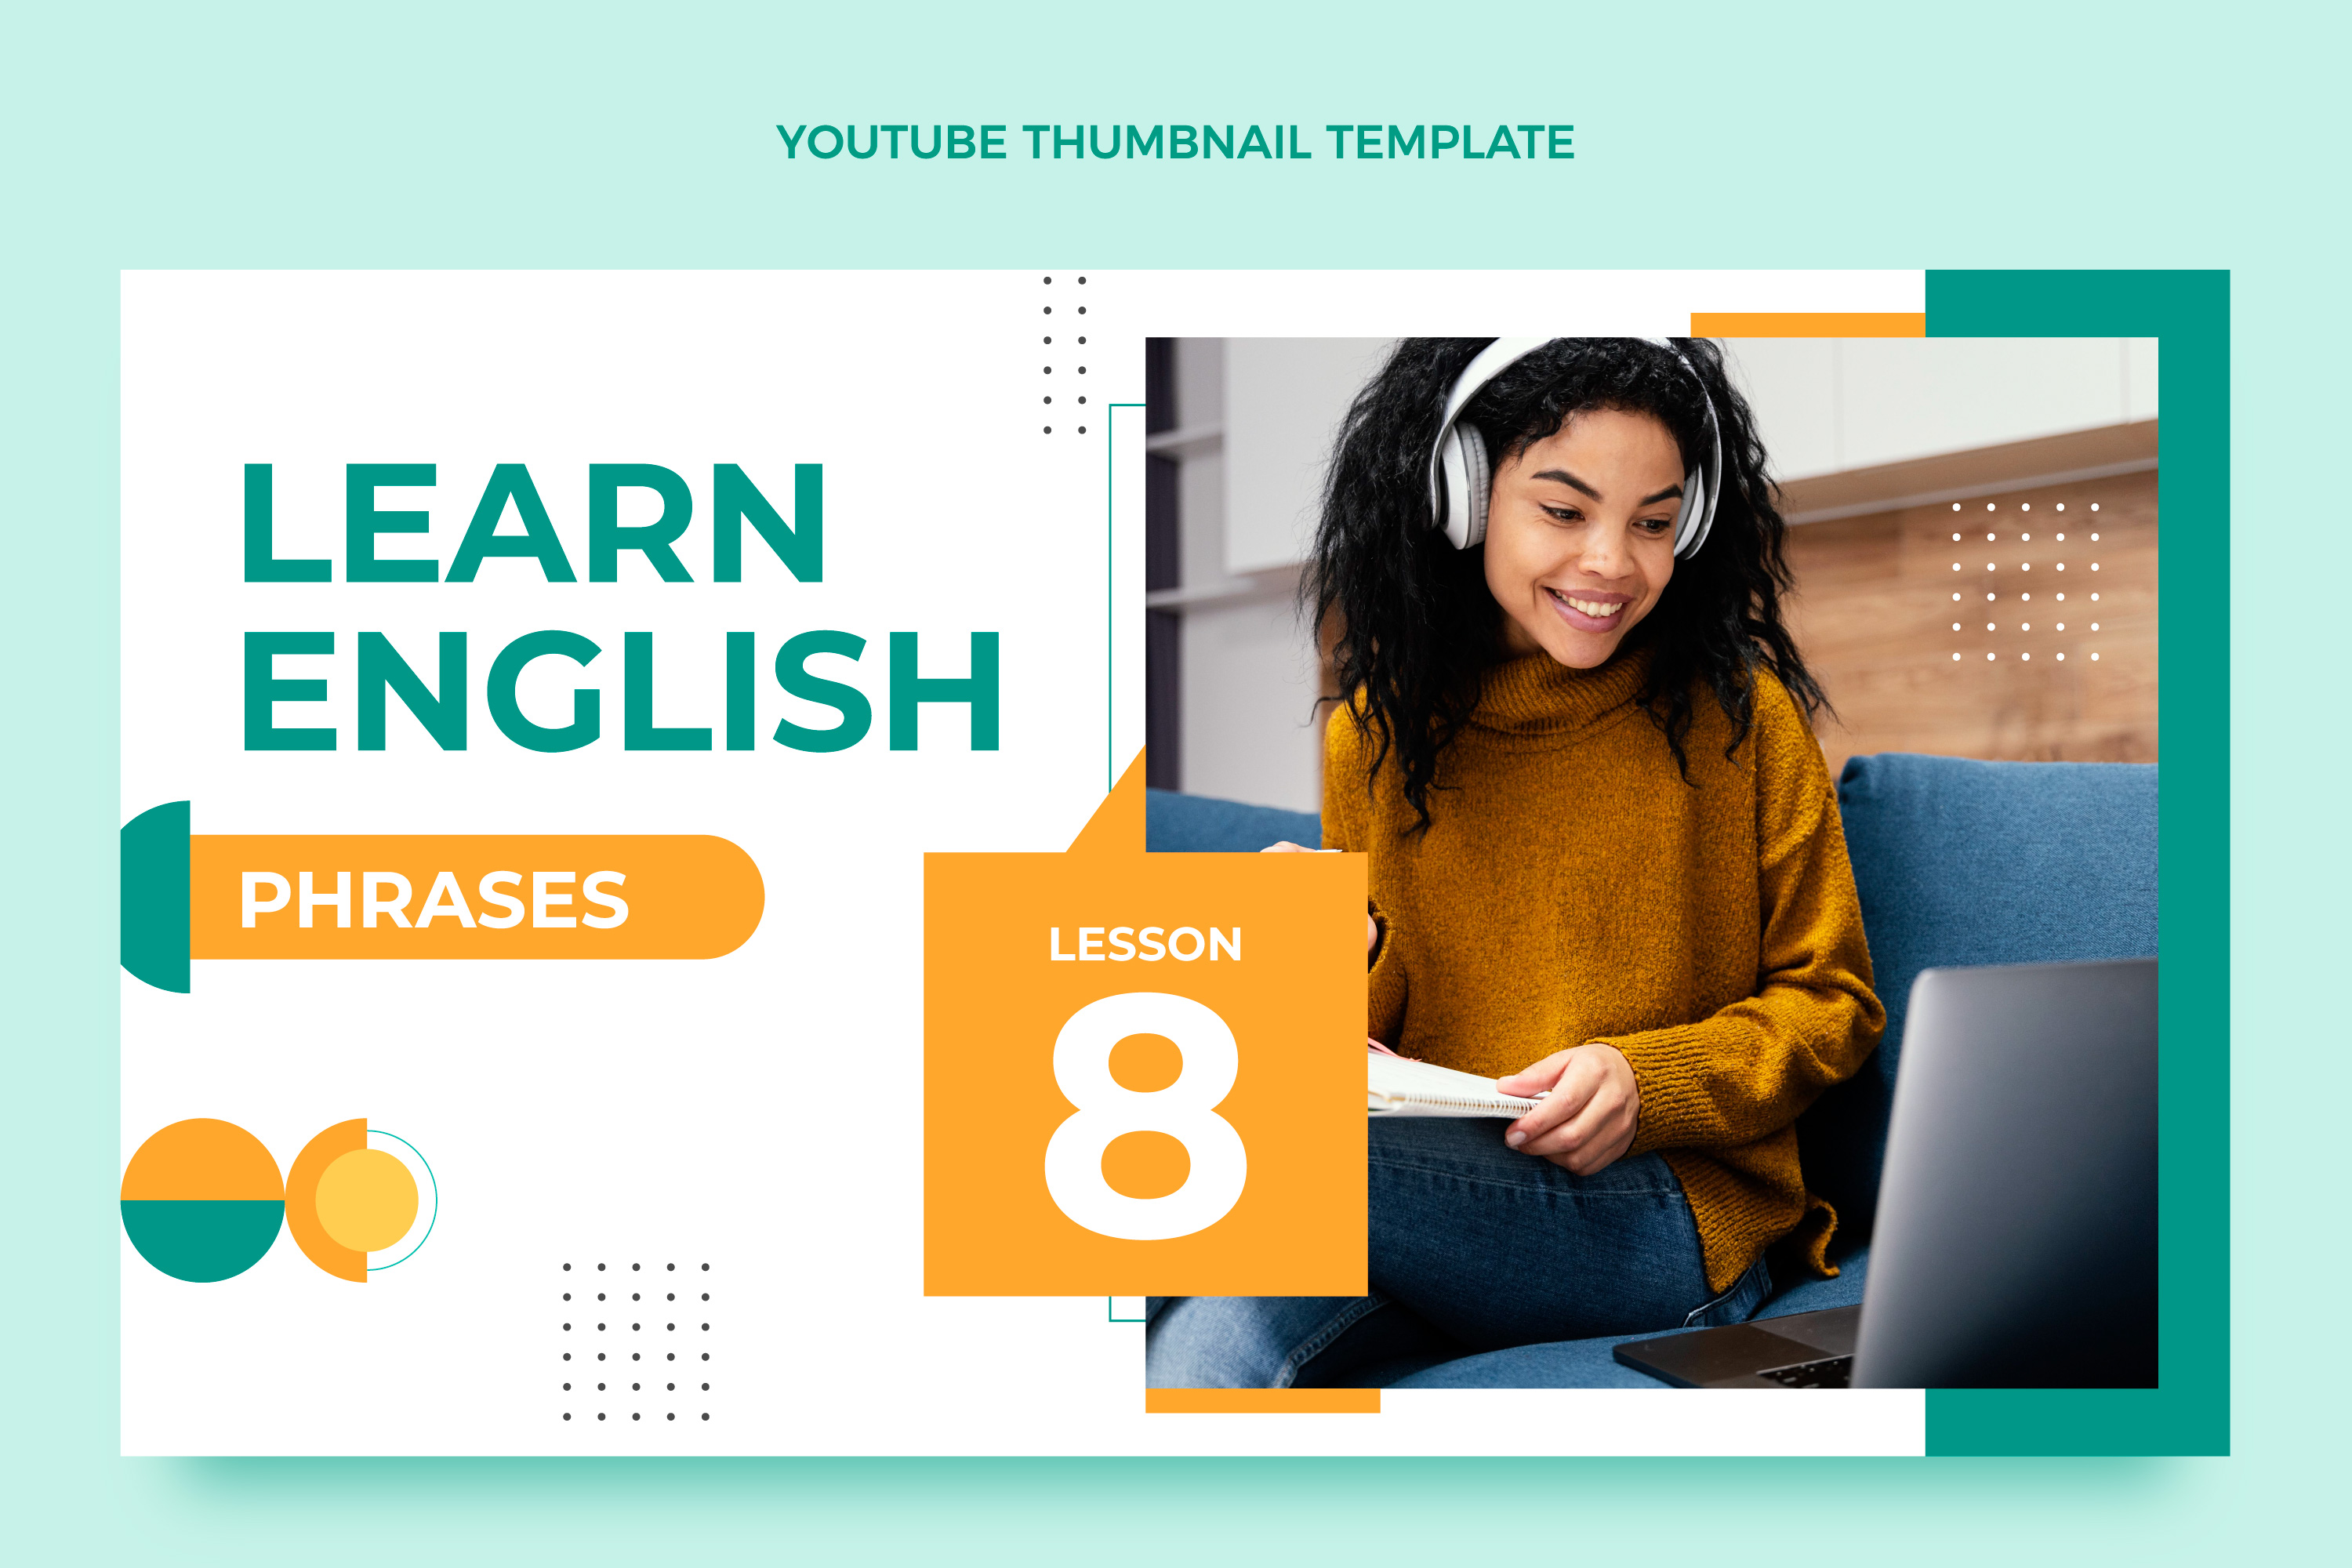 YOUTUBE THUMBNAIL TEMPLATE
LEARN
ENGLISH
PHRASES
LESSON
8